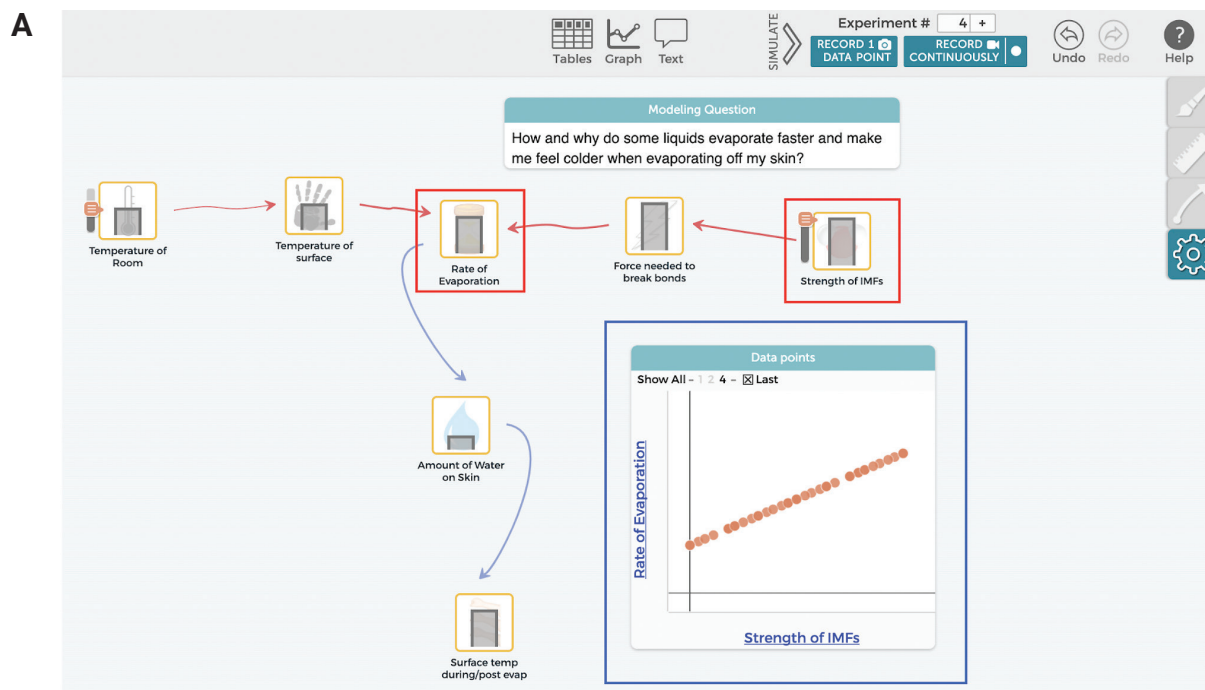 A
Tables Graph Text
SIMULATE
Experiment # 4 +
RECORD 1
DATA POINT
RECORD
CONTINUOUSLY
Undo Redo
?
Help
Modeling Question
How and why do some liquids evaporate faster and make
me feel colder when evaporating off my skin?
Temperature of
Room
Temperature of
surface
Rate of
Evaporation
Force needed to
break bonds
Strength of IMFs
Data points
Show All - 1 2 4 - Last
Rate of Evaporation
Strength of IMFs
Amount of Water
on Skin
Surface temp
during/post evap